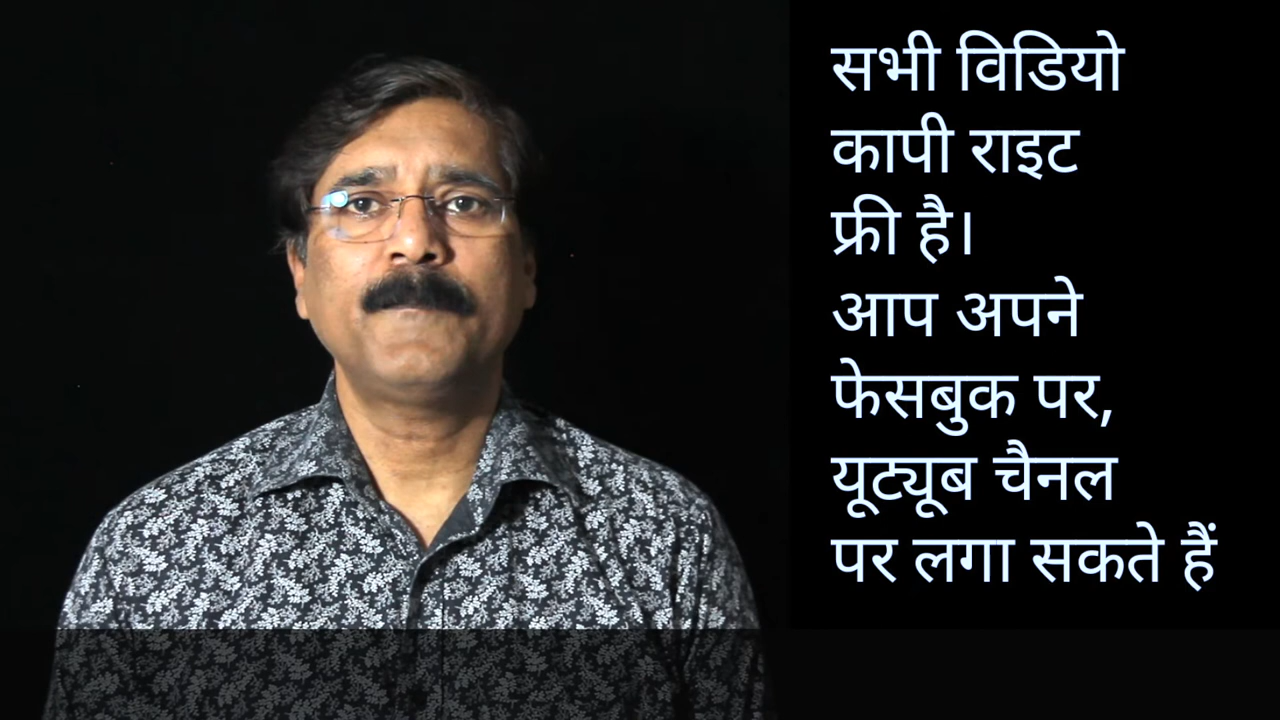 सभी विडियो
कापी राइट
फ्री है।
आप अपने
फेसबुक पर,
यूट्यूब चैनल
पर लगा सकते हैं